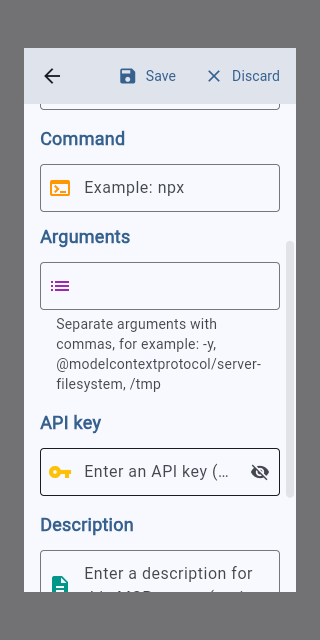 Save Discard
Command
Example: npx
Arguments
Separate arguments with
commas, for example: -y,
@modelcontextprotocol/server-
filesystem, /tmp
API key
Enter an API key (…
Description
Enter a description for